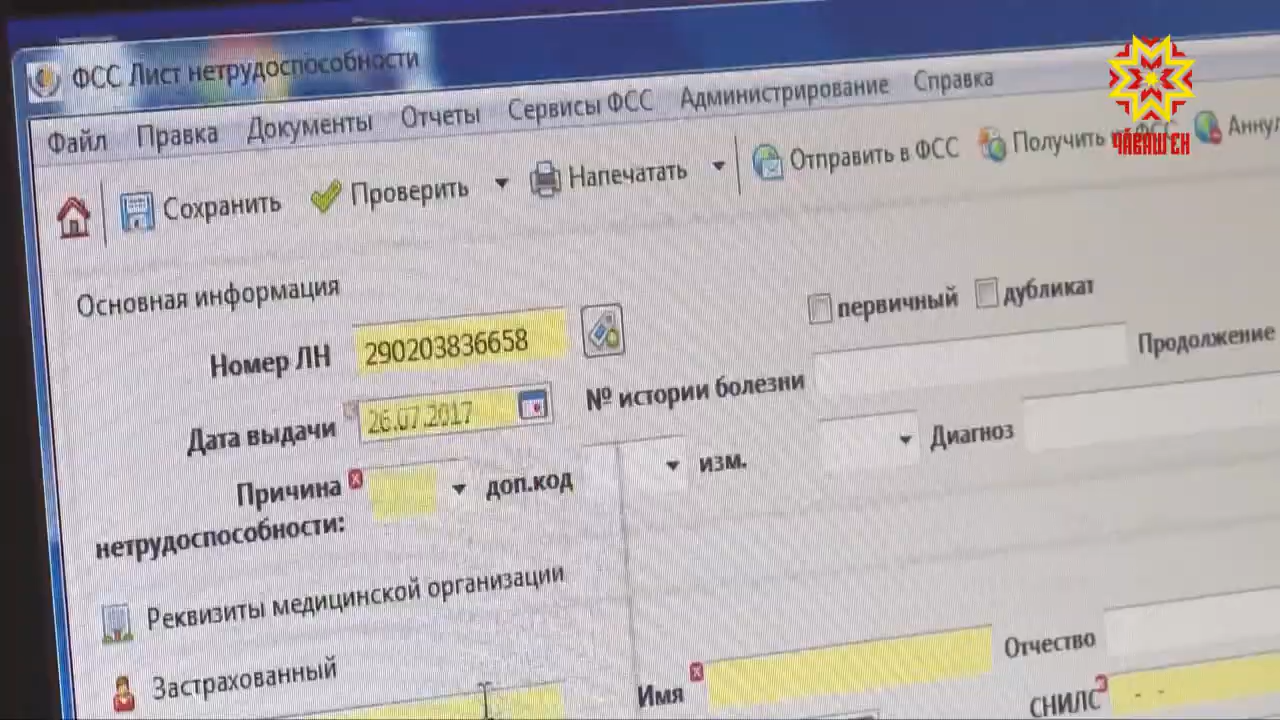 ФСС Лист нетрудоспособности
Файл Правка Документы Отчеты Сервисы ФСС Администрирование Справка
Сохранить Проверить Напечатать Отправить в ФСС Получить
ЧӐВАШ ЕН
Основная информация
Номер ЛН 290203836658 первичный дубликат
Дата выдачи 26.07.2017 № истории болезни Продолжение
Причина нетрудоспособности: доп.код изм. Диагноз
Реквизиты медицинской организации
Застрахованный
Имя Отчество
СНИЛС - -